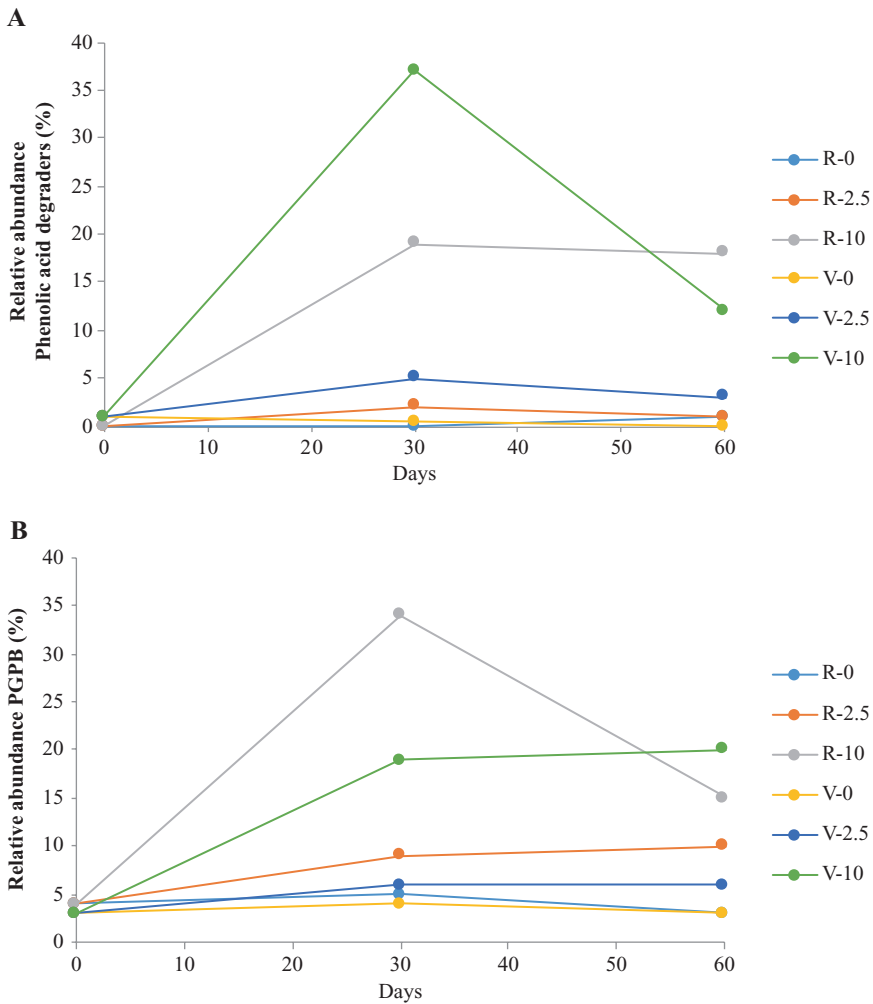 A
Relative abundance
Phenolic acid degraders (%)
40
35
30
25
20
15
10
5
0
0 10 20 30 40 50 60
Days
R-0
R-2.5
R-10
V-0
V-2.5
V-10
B
Relative abundance PGPB (%)
40
35
30
25
20
15
10
5
0
0 10 20 30 40 50 60
Days
R-0
R-2.5
R-10
V-0
V-2.5
V-10